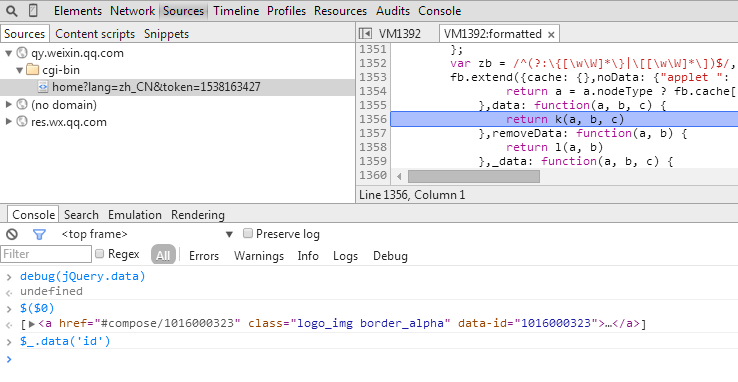 Elements Network Sources Timeline Profiles Resources Audits Console
Sources Content scripts Snippets
qy.weixin.qq.com
cgi-bin
home?lang=zh_CN&token=1538163427
(no domain)
res.wx.qq.com
VM1392 VM1392:formatted ×
1351 };
1352 var zb = /^(?:\{[\w\W]*\}|\[[\w\W]*\])$/,
1353 fb.extend({cache: {},noData: {"applet ":
1354 return a = a.nodeType ? fb.cache[
1355 },data: function(a, b, c) {
1356 return k(a, b, c)
1357 },removeData: function(a, b) {
1358 return l(a, b)
1359 },_data: function(a, b, c) {
1360
Line 1356, Column 1
Console Search Emulation Rendering
<top frame> Preserve log
Filter Regex All Errors Warnings Info Logs Debug
debug(jQuery.data)
undefined
$($0)
[<a href="#compose/1016000323" class="logo_img border_alpha" data-id="1016000323">…</a>]
$_.data('id')